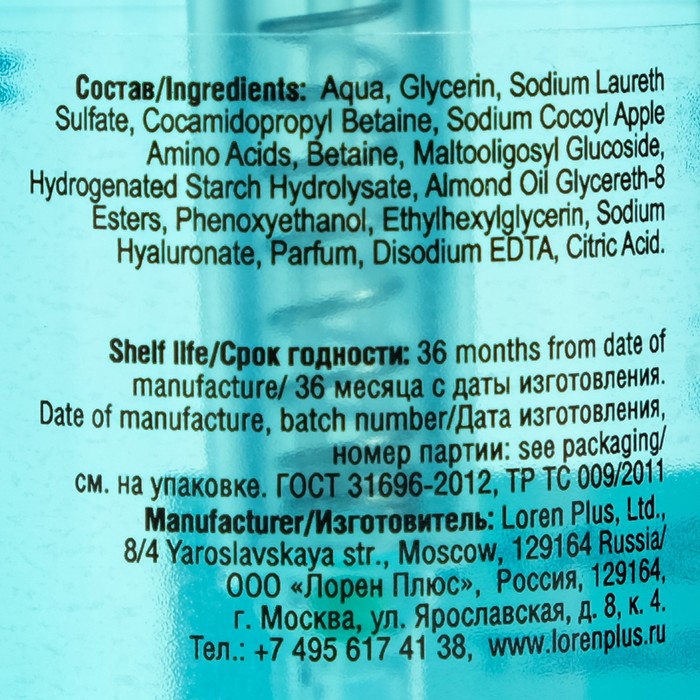 Состав/Ingredients: Aqua, Glycerin, Sodium Laureth
Sulfate, Cocamidopropyl Betaine, Sodium Cocoyl Apple
Amino Acids, Betaine, Maltooligosyl Glucoside,
Hydrogenated Starch Hydrolysate, Almond Oil Glycereth-8
Esters, Phenoxyethanol, Ethylhexylglycerin, Sodium
Hyaluronate, Parfum, Disodium EDTA, Citric Acid.
Shelf life/Срок годности: 36 months from date of
manufacture/ 36 месяца с даты изготовления.
Date of manufacture, batch number/Дата изготовления,
номер партии: see packaging/
см. на упаковке. ГОСТ 31696-2012, ТР ТС 009/2011
Manufacturer/Изготовитель: Loren Plus, Ltd.,
8/4 Yaroslavskaya str., Moscow, 129164 Russia/
ООО «Лорен Плюс», Россия, 129164,
г. Москва, ул. Ярославская, д. 8, к. 4.
Тел.: +7 495 617 41 38, www.lorenplus.ru